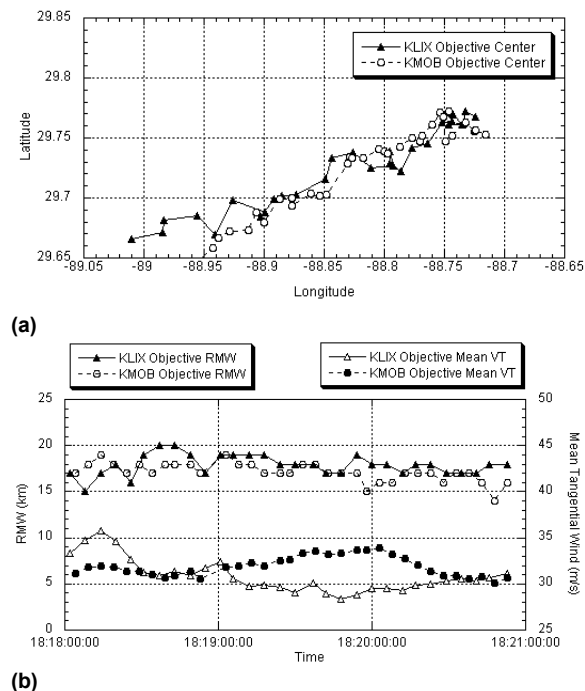 29.85
29.8
29.75
29.7
29.65
Latitude
KLIX Objective Center
KMOB Objective Center
-89.05 -89 -88.95 -88.9 -88.85 -88.8 -88.75 -88.7 -88.65
Longitude
(a)
KLIX Objective RMW
KMOB Objective RMW
KLIX Objective Mean VT
KMOB Objective Mean VT
25
20
15
10
5
0
RMW (km)
50
45
40
35
30
25
Mean Tangential Wind (m/s)
18:18:00:00 18:19:00:00 18:20:00:00 18:21:00:00
Time
(b)